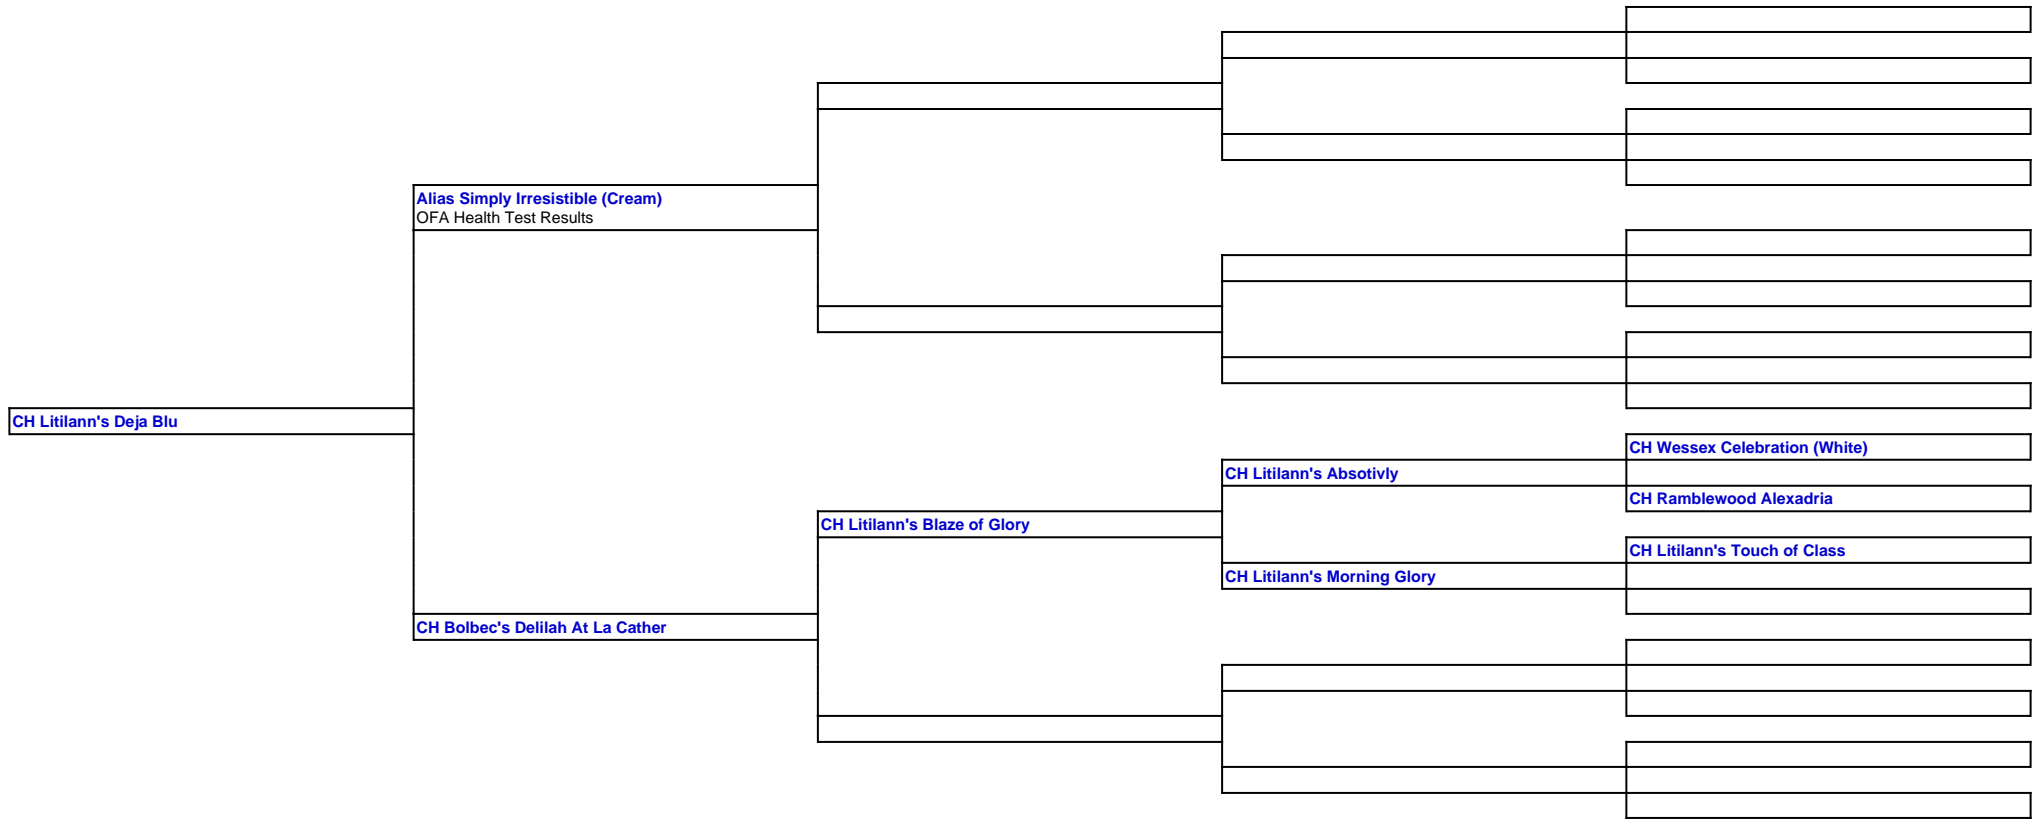 Alias Simply Irresistible (Cream)
OFA Health Test Results
CH Litilann's Deja Blu
CH Wessex Celebration (White)
CH Litilann's Absotivly
CH Ramblewood Alexadria
CH Litilann's Blaze of Glory
CH Litilann's Touch of Class
CH Litilann's Morning Glory
CH Bolbec's Delilah At La Cather